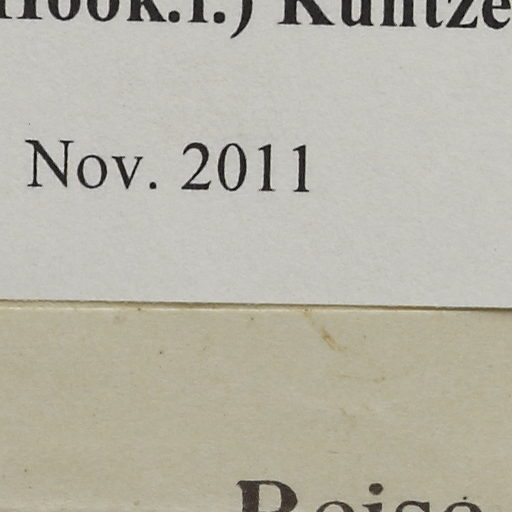 Hook.f.) Kuntze
Nov. 2011
Reise